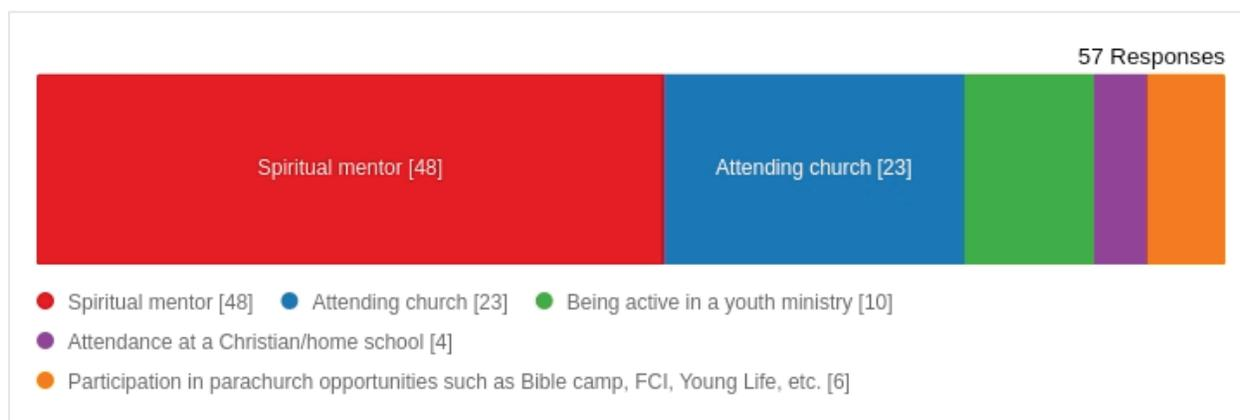 57 Responses
Spiritual mentor [48] Attending church [23]
Spiritual mentor [48] Attending church [23] Being active in a youth ministry [10]
Attendance at a Christian/home school [4]
Participation in parachurch opportunities such as Bible camp, FCI, Young Life, etc. [6]